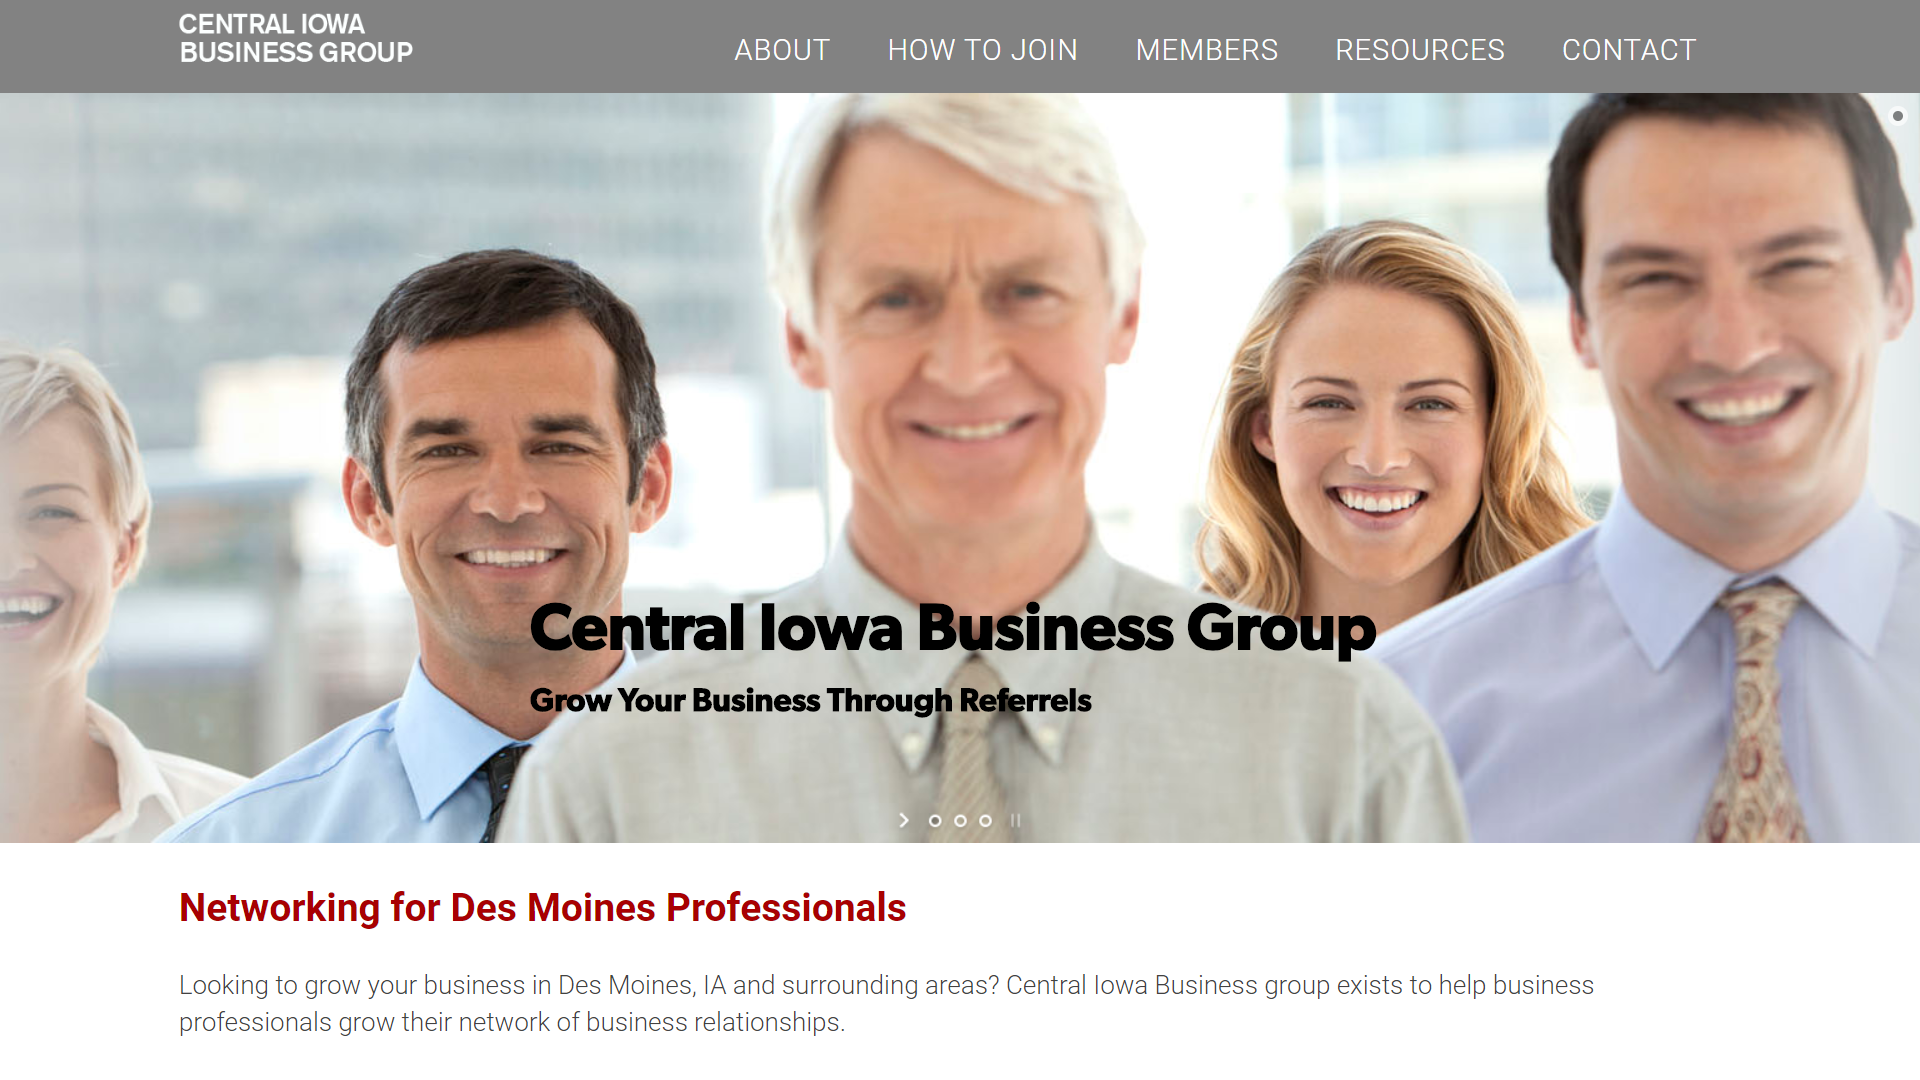 CENTRAL IOWA
BUSINESS GROUP
ABOUT HOW TO JOIN MEMBERS RESOURCES CONTACT
Central Iowa Business Group
Grow Your Business Through Referrels
Networking for Des Moines Professionals
Looking to grow your business in Des Moines, IA and surrounding areas? Central Iowa Business group exists to help business
professionals grow their network of business relationships.